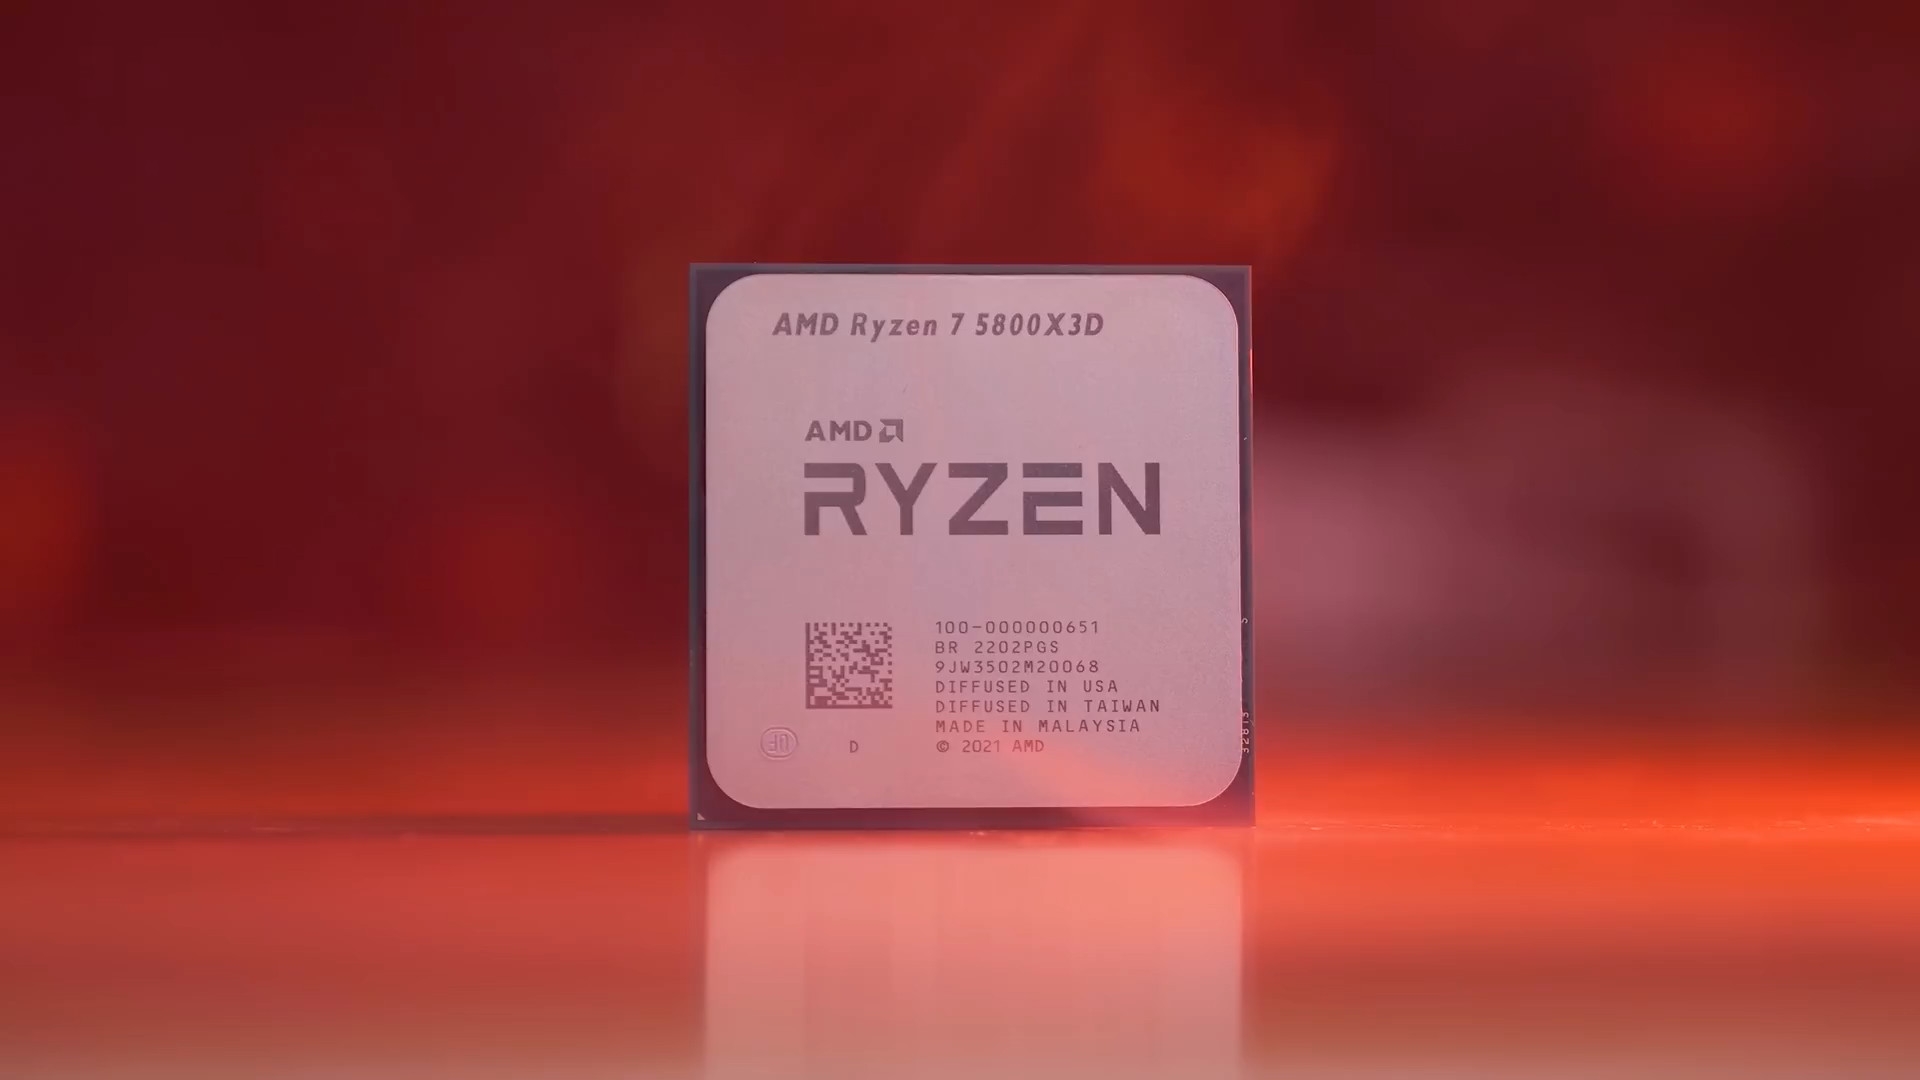 AMD Ryzen 7 5800X3D
AMD
RYZEN
100-000000651
BR 2202PGS
9JW3502M20068
DIFFUSED IN USA
DIFFUSED IN TAIWAN
MADE IN MALAYSIA
© 2021 AMD
D